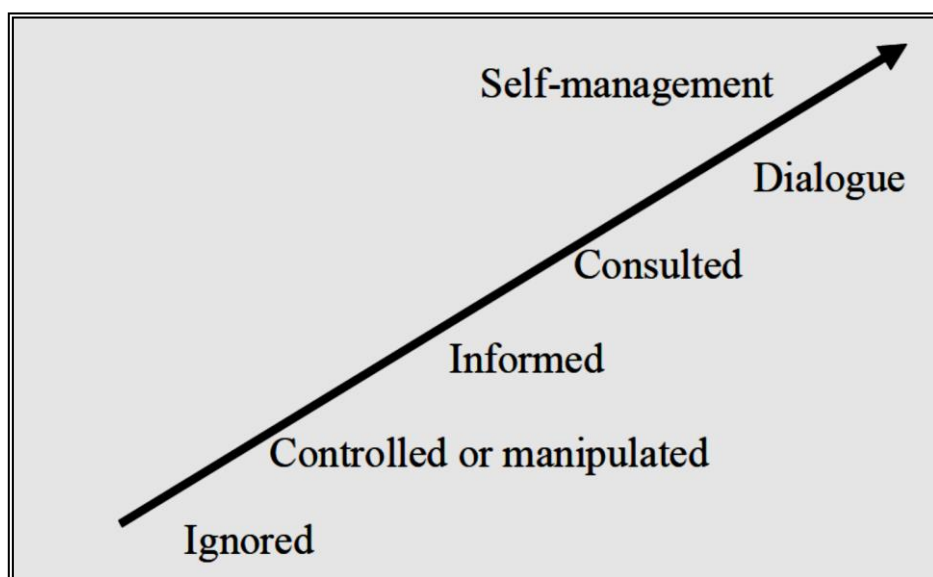 Self-management
Dialogue
Consulted
Informed
Controlled or manipulated
Ignored